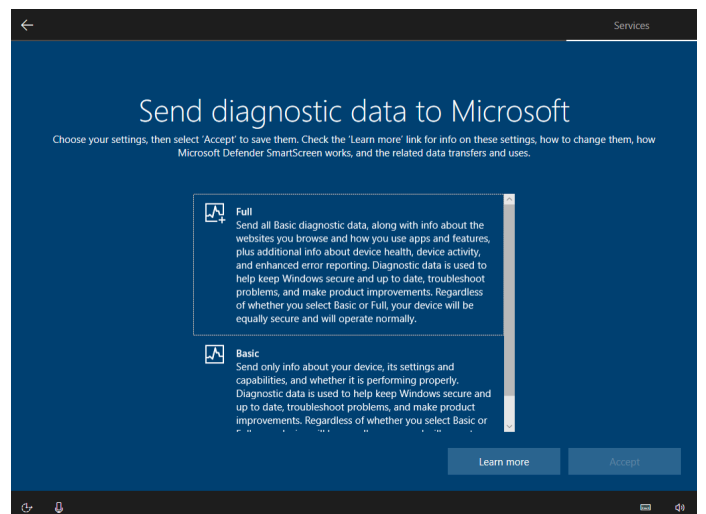 Services
Send diagnostic data to Microsoft
Choose your settings, then select 'Accept' to save them. Check the 'Learn more' link for info on these settings, how to change them, how
Microsoft Defender SmartScreen works, and the related data transfers and uses.
Full
Send all Basic diagnostic data, along with info about the
websites you browse and how you use apps and features,
plus additional info about device health, device activity,
and enhanced error reporting. Diagnostic data is used to
help keep Windows secure and up to date, troubleshoot
problems, and make product improvements. Regardless
of whether you select Basic or Full, your device will be
equally secure and will operate normally.
Basic
Send only info about your device, its settings and
capabilities, and whether it is performing properly.
Diagnostic data is used to help keep Windows secure and
up to date, troubleshoot problems, and make product
improvements. Regardless of whether you select Basic or
Learn more
Accept